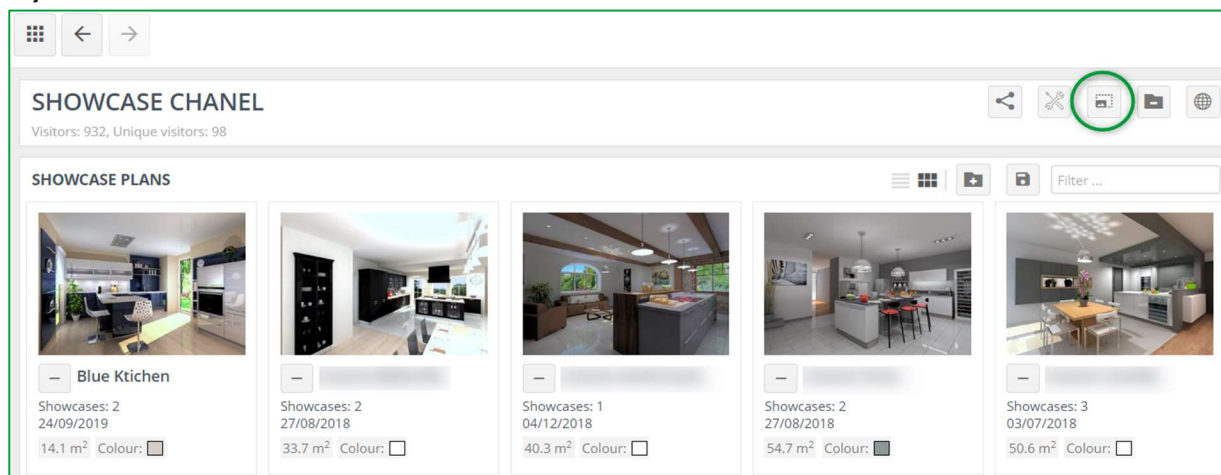 SHOWCASE CHANEL
Visitors: 932, Unique visitors: 98
SHOWCASE PLANS
Filter ...
Blue Ktichen
Showcases: 2
24/09/2019
14.1 m² Colour:
Showcases: 2
27/08/2018
33.7 m² Colour:
Showcases: 1
04/12/2018
40.3 m² Colour:
Showcases: 2
27/08/2018
54.7 m² Colour:
Showcases: 3
03/07/2018
50.6 m² Colour: